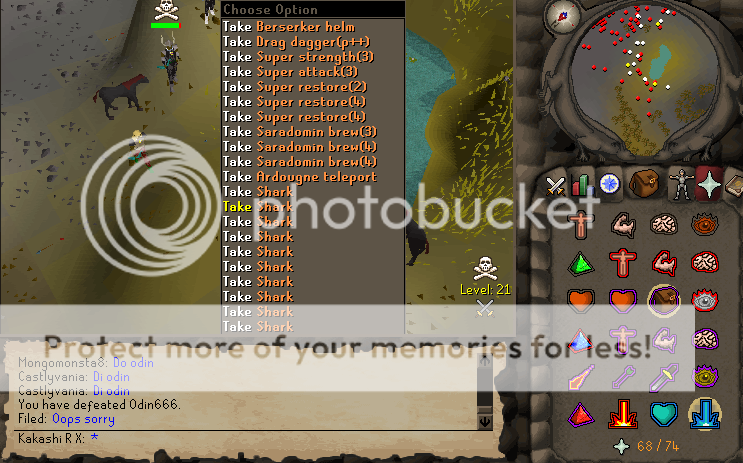 Choose Option
Take Berserker helm
Take Drag dagger(p++)
Take Super strength(3)
Take Super attack(3)
Take Super restore(2)
Take Super restore(4)
Take Super restore(4)
Take Saradomin brew(3)
Take Saradomin brew(4)
Take Saradomin brew(4)
Take Ardougne teleport
Take Shark
Take Shark
Take Shark
Take Shark
Take Shark
Take Shark
Take Shark
Take Shark
Take Shark
Take Shark
photobucket
Level: 21
Protect more of your memories for less!
Mongomonsta8: Do odin
Castlyvania: Di odin
Castlyvania: Di odin
You have defeated Odin666.
Filed: Oops sorry
Kakashi R X: *
68 / 74